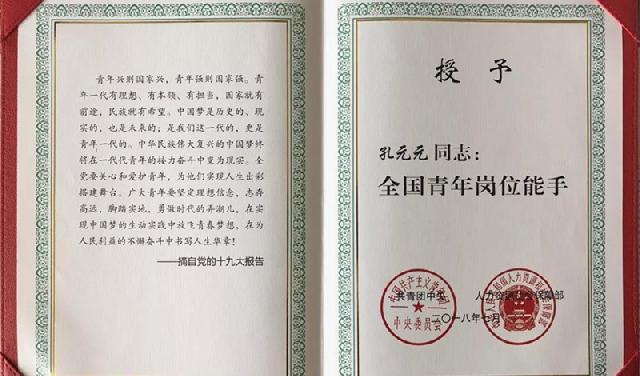 青年兴则国家兴，青年强则国家强。青
年一代有理想、有本领、有担当，国家就有
前途，民族就有希望。中国梦是历史的、现
实的，也是未来的；是我们这一代的，更是
青年一代的。中华民族伟大复兴的中国梦终
将在一代代青年的接力奋斗中变为现实。全
党要关心和爱护青年，为他们实现人生出彩
搭建舞台。广大青年要坚定理想信念，志存
高远，脚踏实地，勇做时代的弄潮儿，在实
现中国梦的生动实践中放飞青春梦想，在为
人民利益的不懈奋斗中书写人生华章！
——摘自党的十九大报告
授 予
孔元元 同志：
全国青年岗位能手
共青团中央 人力资源社会保障部
二〇一八年七月
中央委员会